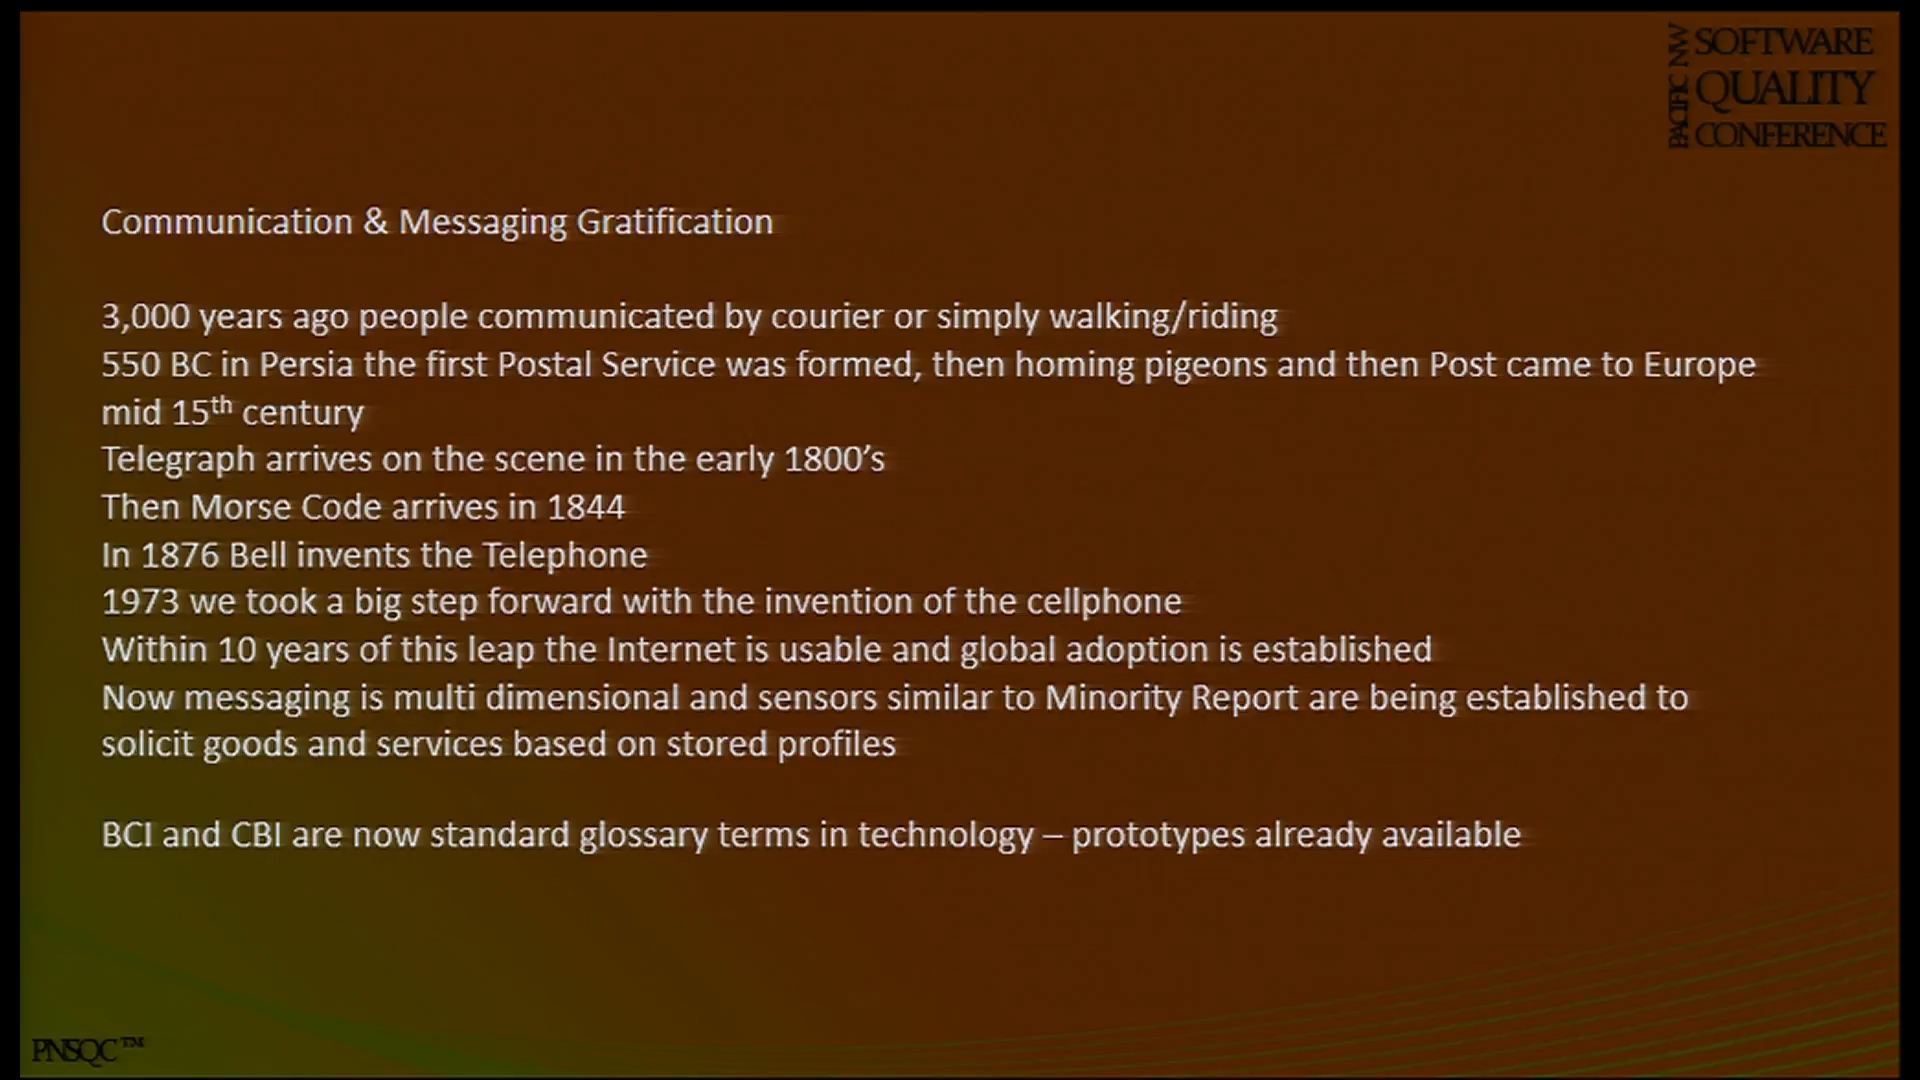 PACIFIC NW
SOFTWARE
QUALITY
CONFERENCE
Communication & Messaging Gratification
3,000 years ago people communicated by courier or simply walking/riding
550 BC in Persia the first Postal Service was formed, then homing pigeons and then Post came to Europe
mid 15th century
Telegraph arrives on the scene in the early 1800’s
Then Morse Code arrives in 1844
In 1876 Bell invents the Telephone
1973 we took a big step forward with the invention of the cellphone
Within 10 years of this leap the Internet is usable and global adoption is established
Now messaging is multi dimensional and sensors similar to Minority Report are being established to
solicit goods and services based on stored profiles
BCI and CBI are now standard glossary terms in technology – prototypes already available
PNSQC™